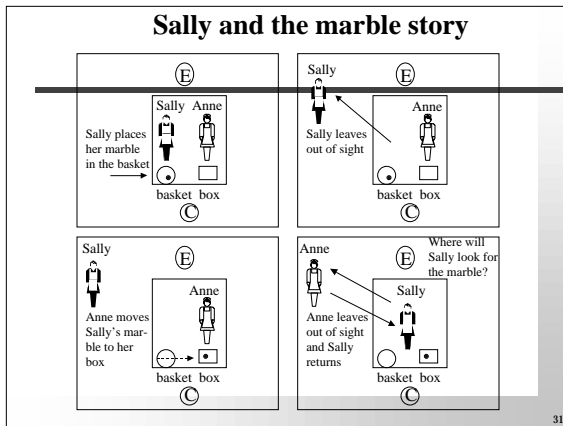 Sally and the marble story
E
Sally Anne
Sally places
her marble
in the basket
basket box
C
Sally
E
Anne
Sally leaves
out of sight
basket box
C
Sally
E
Anne
Anne moves
Sally's mar-
ble to her
box
basket box
C
Anne
E
Where will
Sally look for
the marble?
Sally
Anne leaves
out of sight
and Sally
returns
basket box
C
31